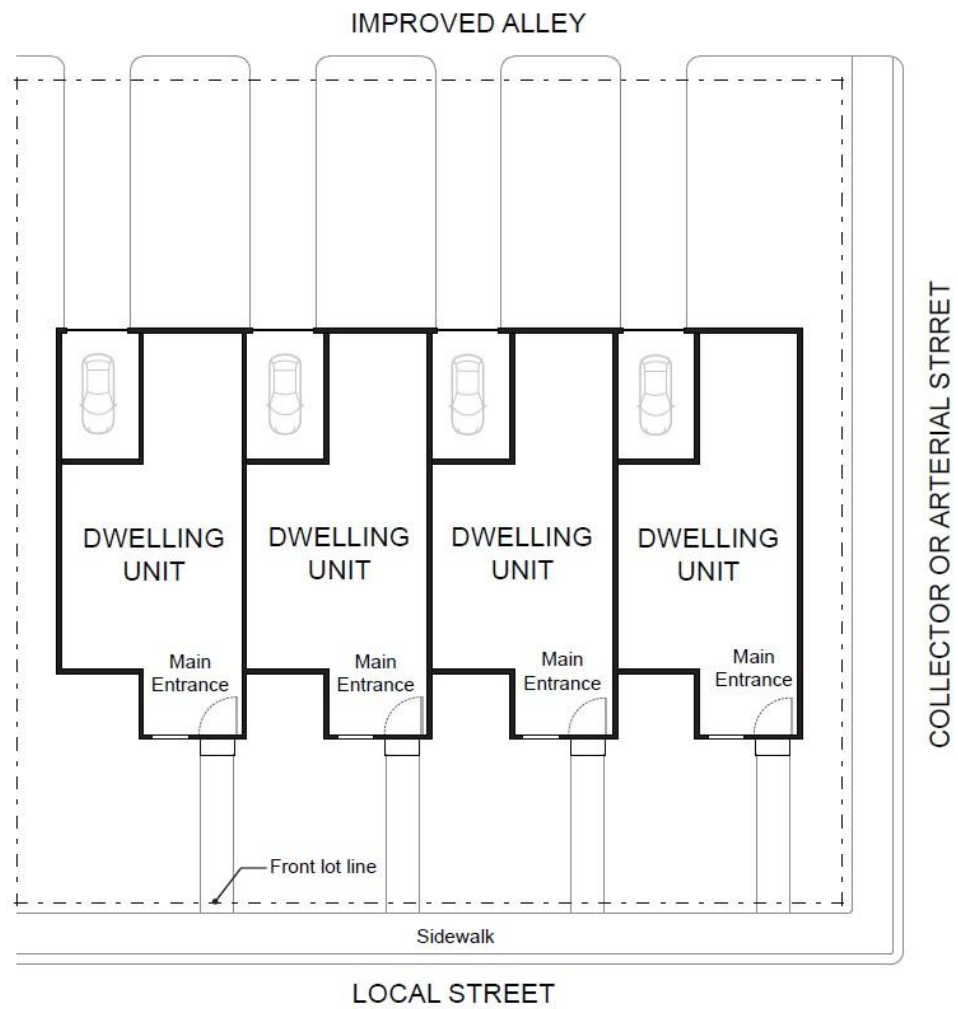 IMPROVED ALLEY
COLLECTOR OR ARTERIAL STRRET
DWELLING
UNIT
DWELLING
UNIT
DWELLING
UNIT
DWELLING
UNIT
Main
Entrance
Main
Entrance
Main
Entrance
Main
Entrance
Front lot line
Sidewalk
LOCAL STREET